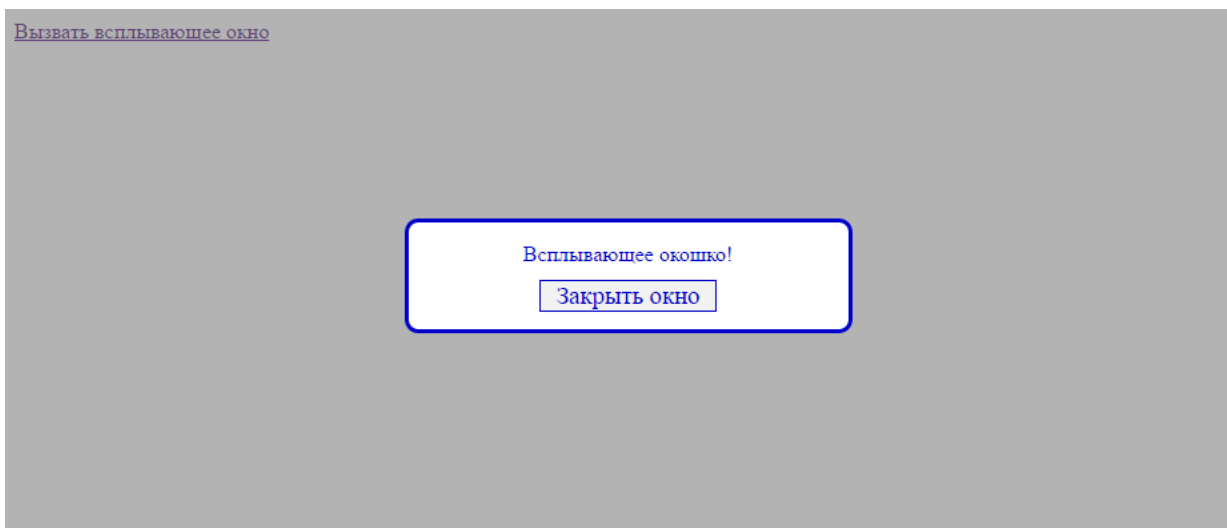 Вызвать всплывающее окно
Всплывающее окошко!
Закрыть окно